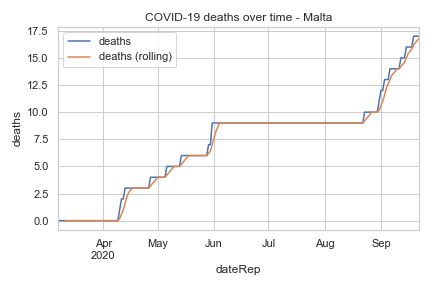 COVID-19 deaths over time - Malta
deaths
deaths (rolling)
17.5
15.0
12.5
10.0
7.5
5.0
2.5
0.0
deaths
Apr
2020
May
Jun
Jul
Aug
Sep
dateRep